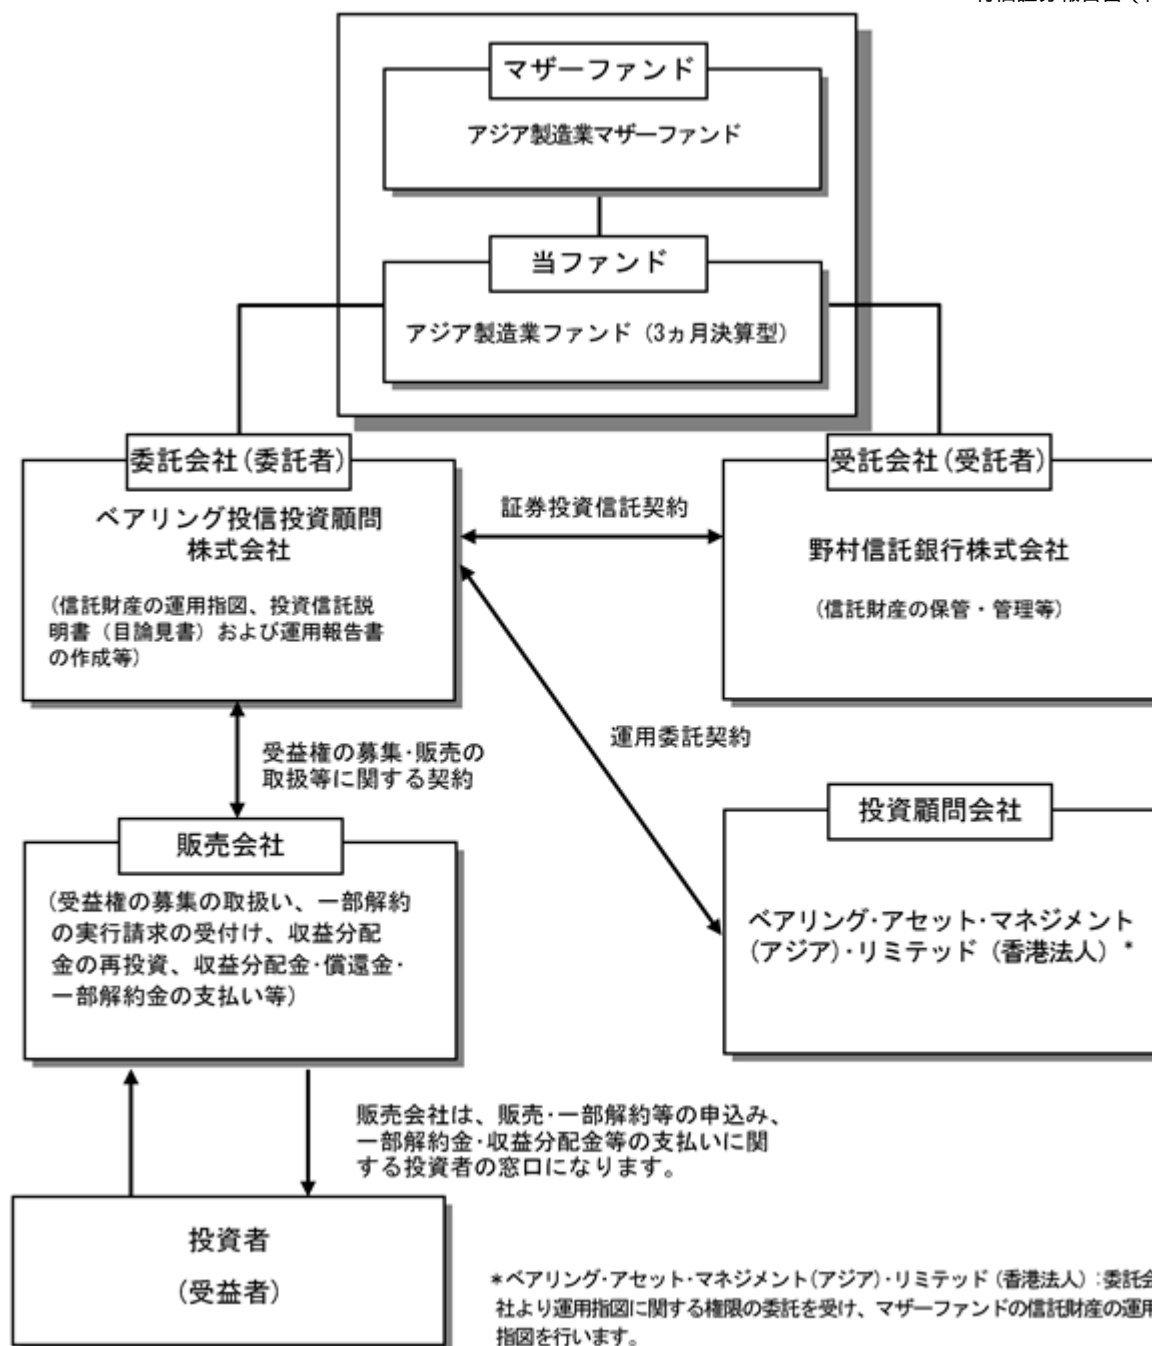 マザーファンド
アジア製造業マザーファンド
当ファンド
アジア製造業ファンド（3ヵ月決算型）
委託会社（委託者）
ベアリング投信投資顧問
株式会社
（信託財産の運用指図、投資信託説
明書（目論見書）および運用報告書
の作成等）
証券投資信託契約
受託会社（受託者）
野村信託銀行株式会社
（信託財産の保管・管理等）
運用委託契約
受益権の募集・販売の
取扱等に関する契約
投資顧問会社
ベアリング・アセット・マネジメント
（アジア）・リミテッド（香港法人）*
販売会社
（受益権の募集の取扱い、一部解約
の実行請求の受付け、収益分配
金の再投資、収益分配金・償還金・
一部解約金の支払い等）
販売会社は、販売・一部解約等の申込み、
一部解約金・収益分配金等の支払いに関
する投資者の窓口になります。
投資者
（受益者）
*ベアリング・アセット・マネジメント（アジア）・リミテッド（香港法人）：委託会
社より運用指図に関する権限の委託を受け、マザーファンドの信託財産の運用
指図を行います。